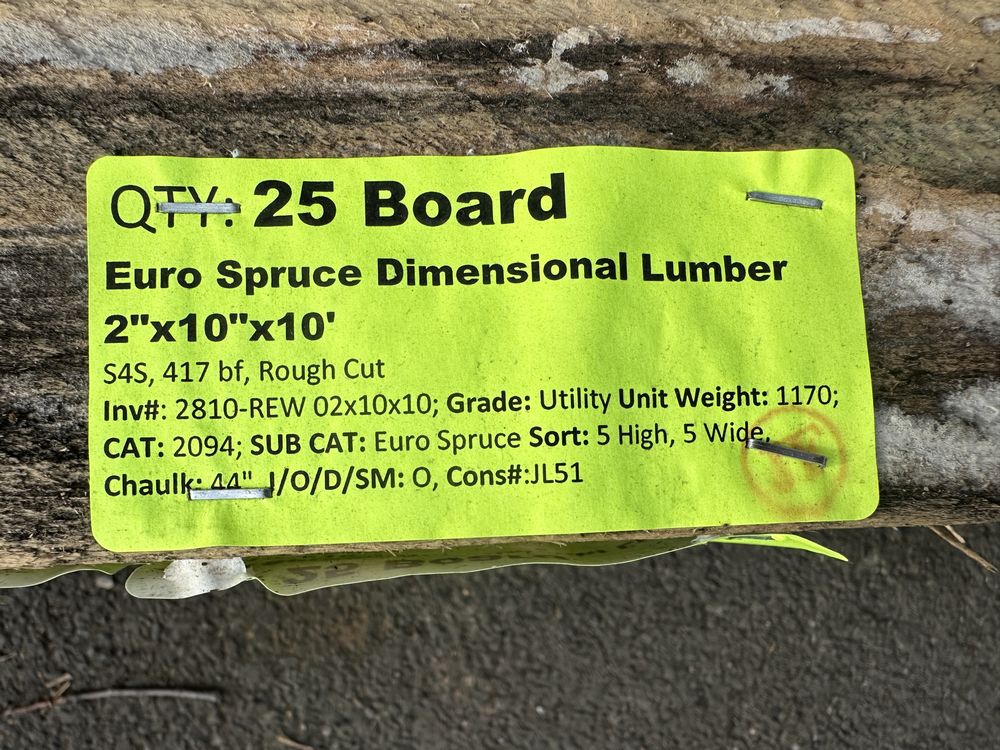 QTY: 25 Board
Euro Spruce Dimensional Lumber
2"x10"x10'
S4S, 417 bf, Rough Cut
Inv#: 2810-REW 02x10x10; Grade: Utility Unit Weight: 1170;
CAT: 2094; SUB CAT: Euro Spruce Sort: 5 High, 5 Wide,
Chaulk: 44" I/O/D/SM: O, Cons#:JL51